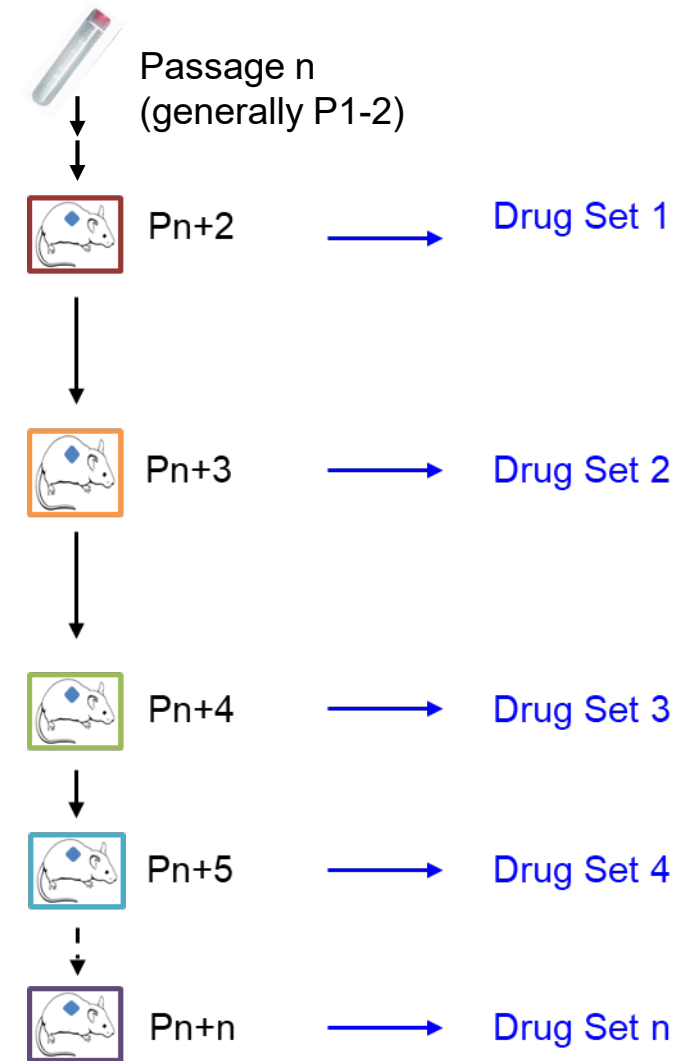 Passage n
(generally P1-2)
Pn+2
Drug Set 1
Pn+3
Drug Set 2
Pn+4
Drug Set 3
Pn+5
Drug Set 4
Pn+n
Drug Set n